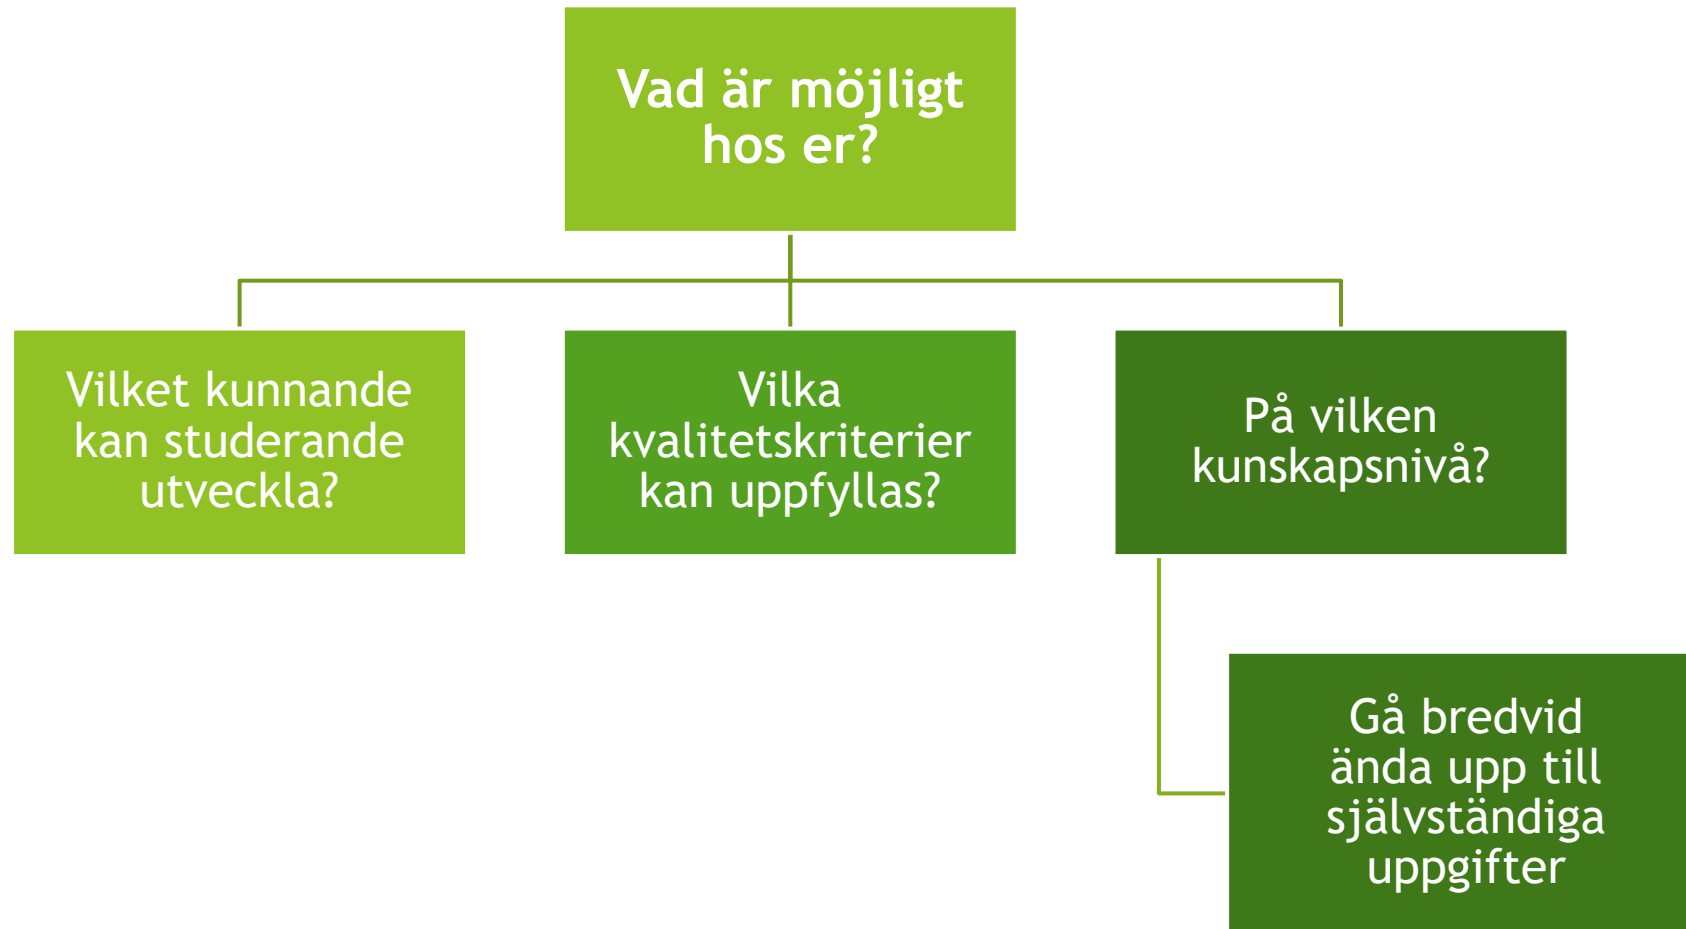 Vad är möjligt
hos er?
Vilket kunnande
kan studerande
utveckla?
Vilka
kvalitetskriterier
kan uppfyllas?
På vilken
kunskapsnivå?
Gå bredvid
ända upp till
självständiga
uppgifter